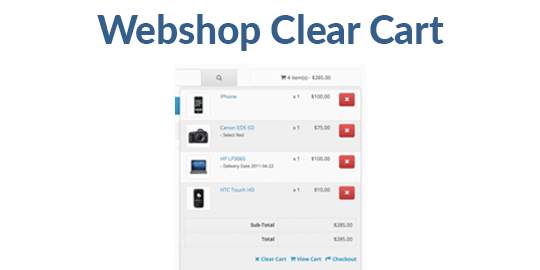 Webshop Clear Cart
4 item(s) - $285.00
iPhone x 1 $100.00
Canon EOS 5D x 1 $75.00
- Select Red
HP LP3065 x 1 $100.00
- Delivery Date 2011-04-22
HTC Touch HD x 1 $10.00
Sub-Total $285.00
Total $285.00
Clear Cart View Cart Checkout